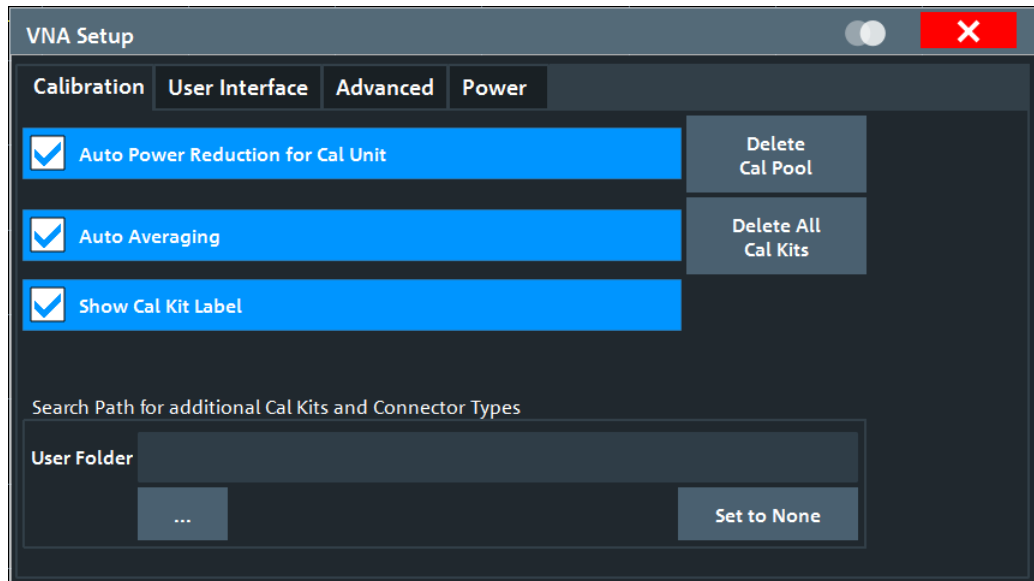 VNA Setup
Calibration User Interface Advanced Power
Auto Power Reduction for Cal Unit
Delete
Cal Pool
Auto Averaging
Delete All
Cal Kits
Show Cal Kit Label
Search Path for additional Cal Kits and Connector Types
User Folder
...
Set to None